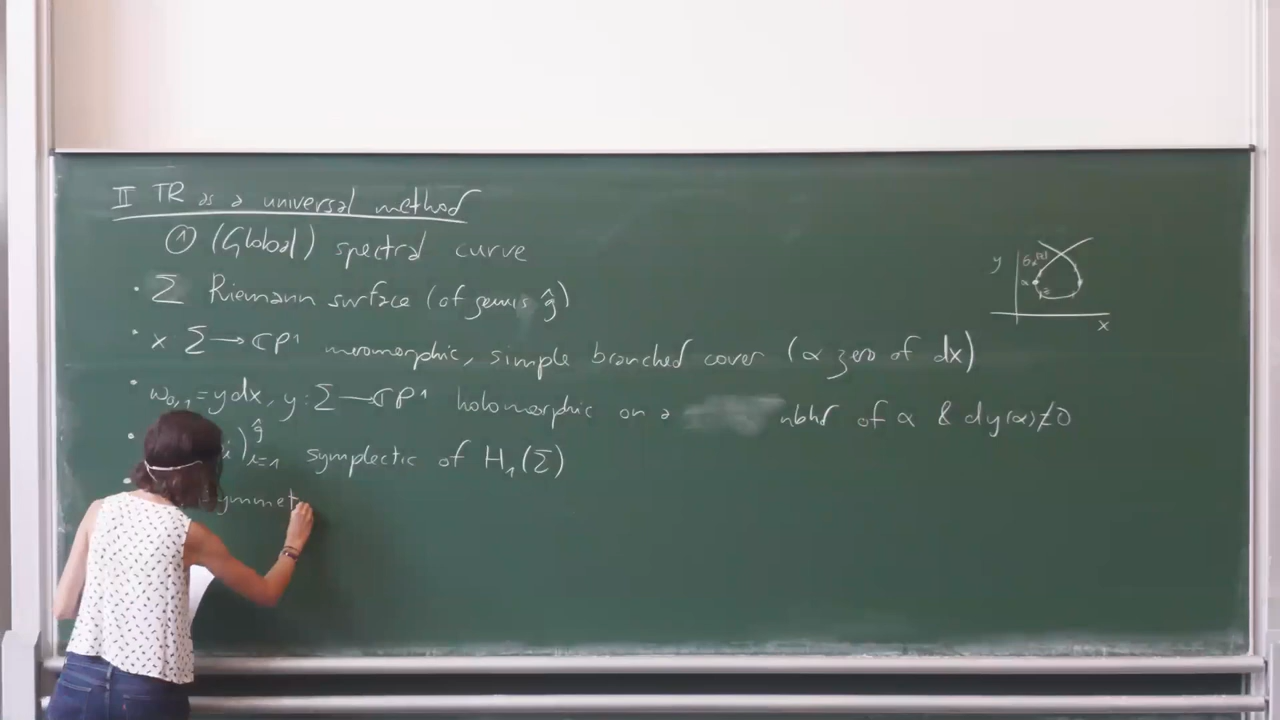 II TR as a universal method
① (Global) spectral curve
· Σ Riemann surface (of genus ĝ)
· x Σ → ℂP¹ meromorphic, simple branched cover (α zero of dx)
· ω₀,₁ = ydx, y : Σ → ℂP¹ holomorphic on a nbhd of α & dy(α) ≠ 0
· i)ᵢ₌₁^ĝ symplectic of H₁(Σ)
· symmet
y
α
z
x